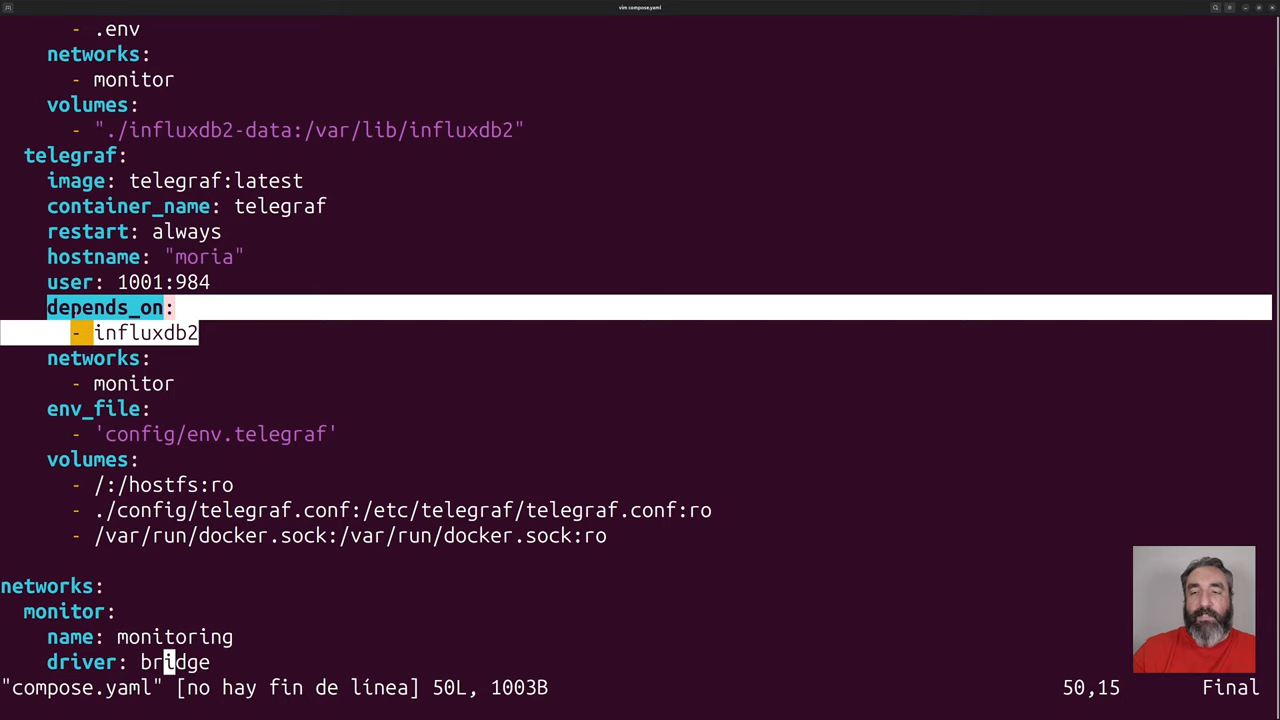 vim compose.yaml
- .env
networks:
- monitor
volumes:
- "./influxdb2-data:/var/lib/influxdb2"
telegraf:
image: telegraf:latest
container_name: telegraf
restart: always
hostname: "moria"
user: 1001:984
depends_on:
- influxdb2
networks:
- monitor
env_file:
- 'config/env.telegraf'
volumes:
- /:/hostfs:ro
- ./config/telegraf.conf:/etc/telegraf/telegraf.conf:ro
- /var/run/docker.sock:/var/run/docker.sock:ro
networks:
monitor:
name: monitoring
driver: bridge
"compose.yaml" [no hay fin de línea] 50L, 1003B 50,15 Final